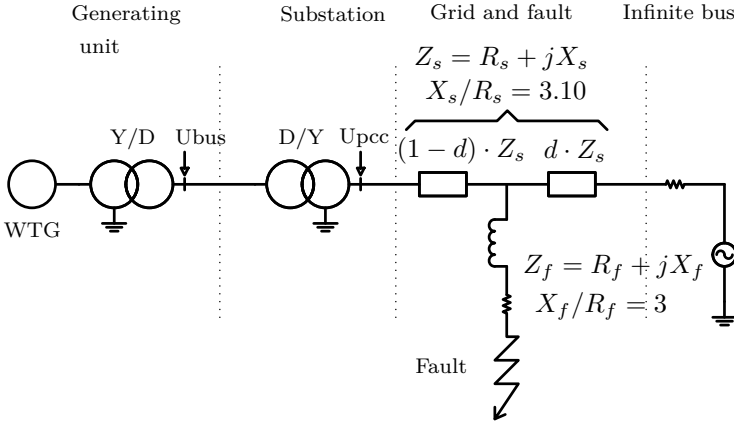 Generating
unit
Substation
Grid and fault
Infinite bus
Z_s = R_s + jX_s
X_s/R_s = 3.10
Y/D
Ubus
D/Y
Upcc
(1 − d) · Z_s
d · Z_s
WTG
Z_f = R_f + jX_f
X_f/R_f = 3
Fault